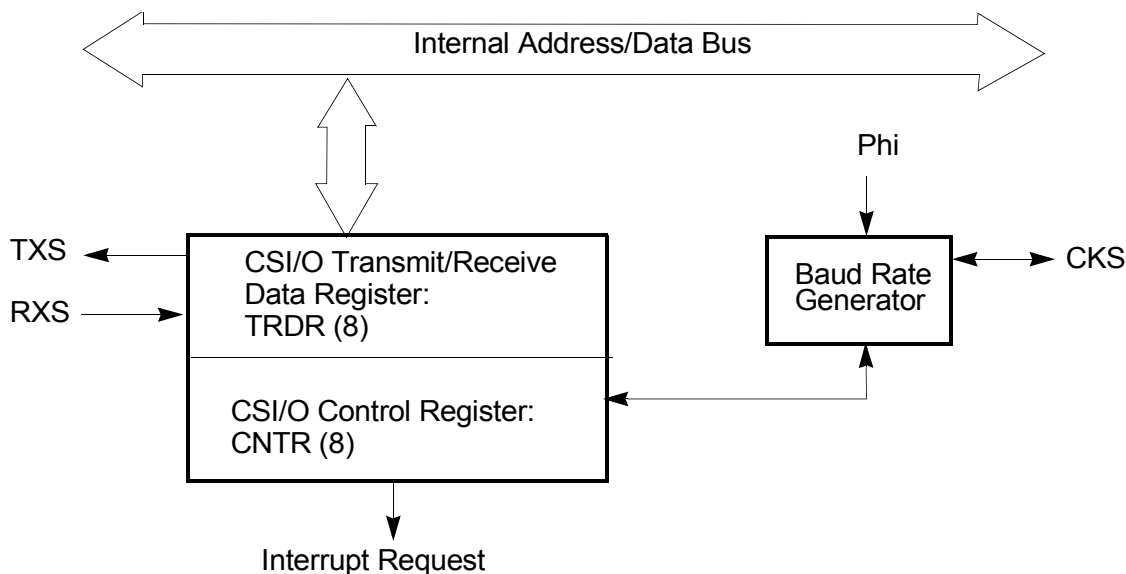 Internal Address/Data Bus
Phi
TXS
RXS
CSI/O Transmit/Receive
Data Register:
TRDR (8)
CSI/O Control Register:
CNTR (8)
Baud Rate
Generator
CKS
Interrupt Request